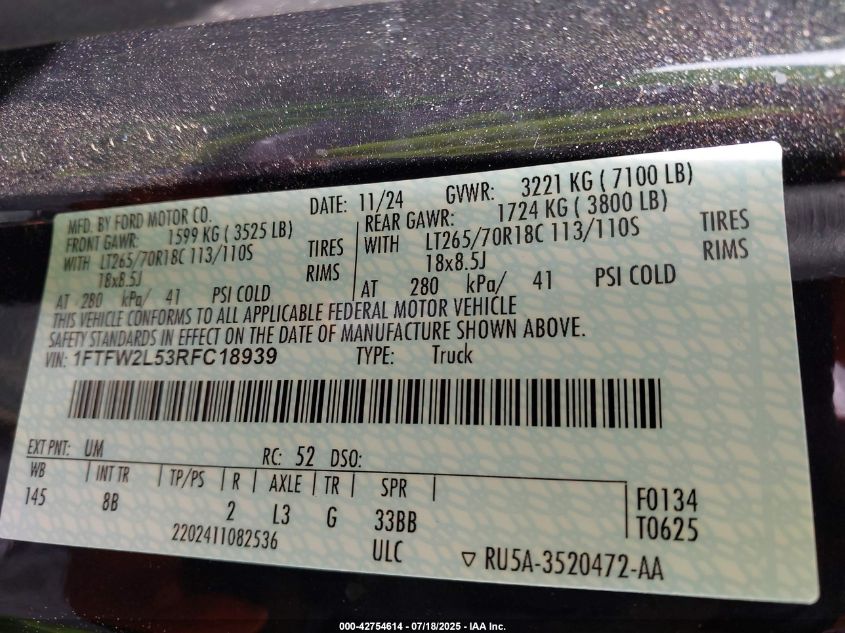 MFD. BY FORD MOTOR CO.
DATE: 11/24 GVWR: 3221 KG ( 7100 LB)
FRONT GAWR: 1599 KG ( 3525 LB)
REAR GAWR: 1724 KG ( 3800 LB)
WITH LT265/70R18C 113/110S TIRES
WITH LT265/70R18C 113/110S TIRES
18x8.5J RIMS
18x8.5J RIMS
AT 280 kPa/ 41 PSI COLD
AT 280 kPa/ 41 PSI COLD
THIS VEHICLE CONFORMS TO ALL APPLICABLE FEDERAL MOTOR VEHICLE
SAFETY STANDARDS IN EFFECT ON THE DATE OF MANUFACTURE SHOWN ABOVE.
VIN: 1FTFW2L53RFC18939 TYPE: Truck
EXT PNT: UM RC: 52 DSO:
WB INT TR TP/PS R AXLE TR SPR
145 8B 2 L3 G 33BB
F0134
T0625
2202411082536 ULC
▽ RU5A-3520472-AA
000-42754614 - 07/18/2025 - IAA Inc.